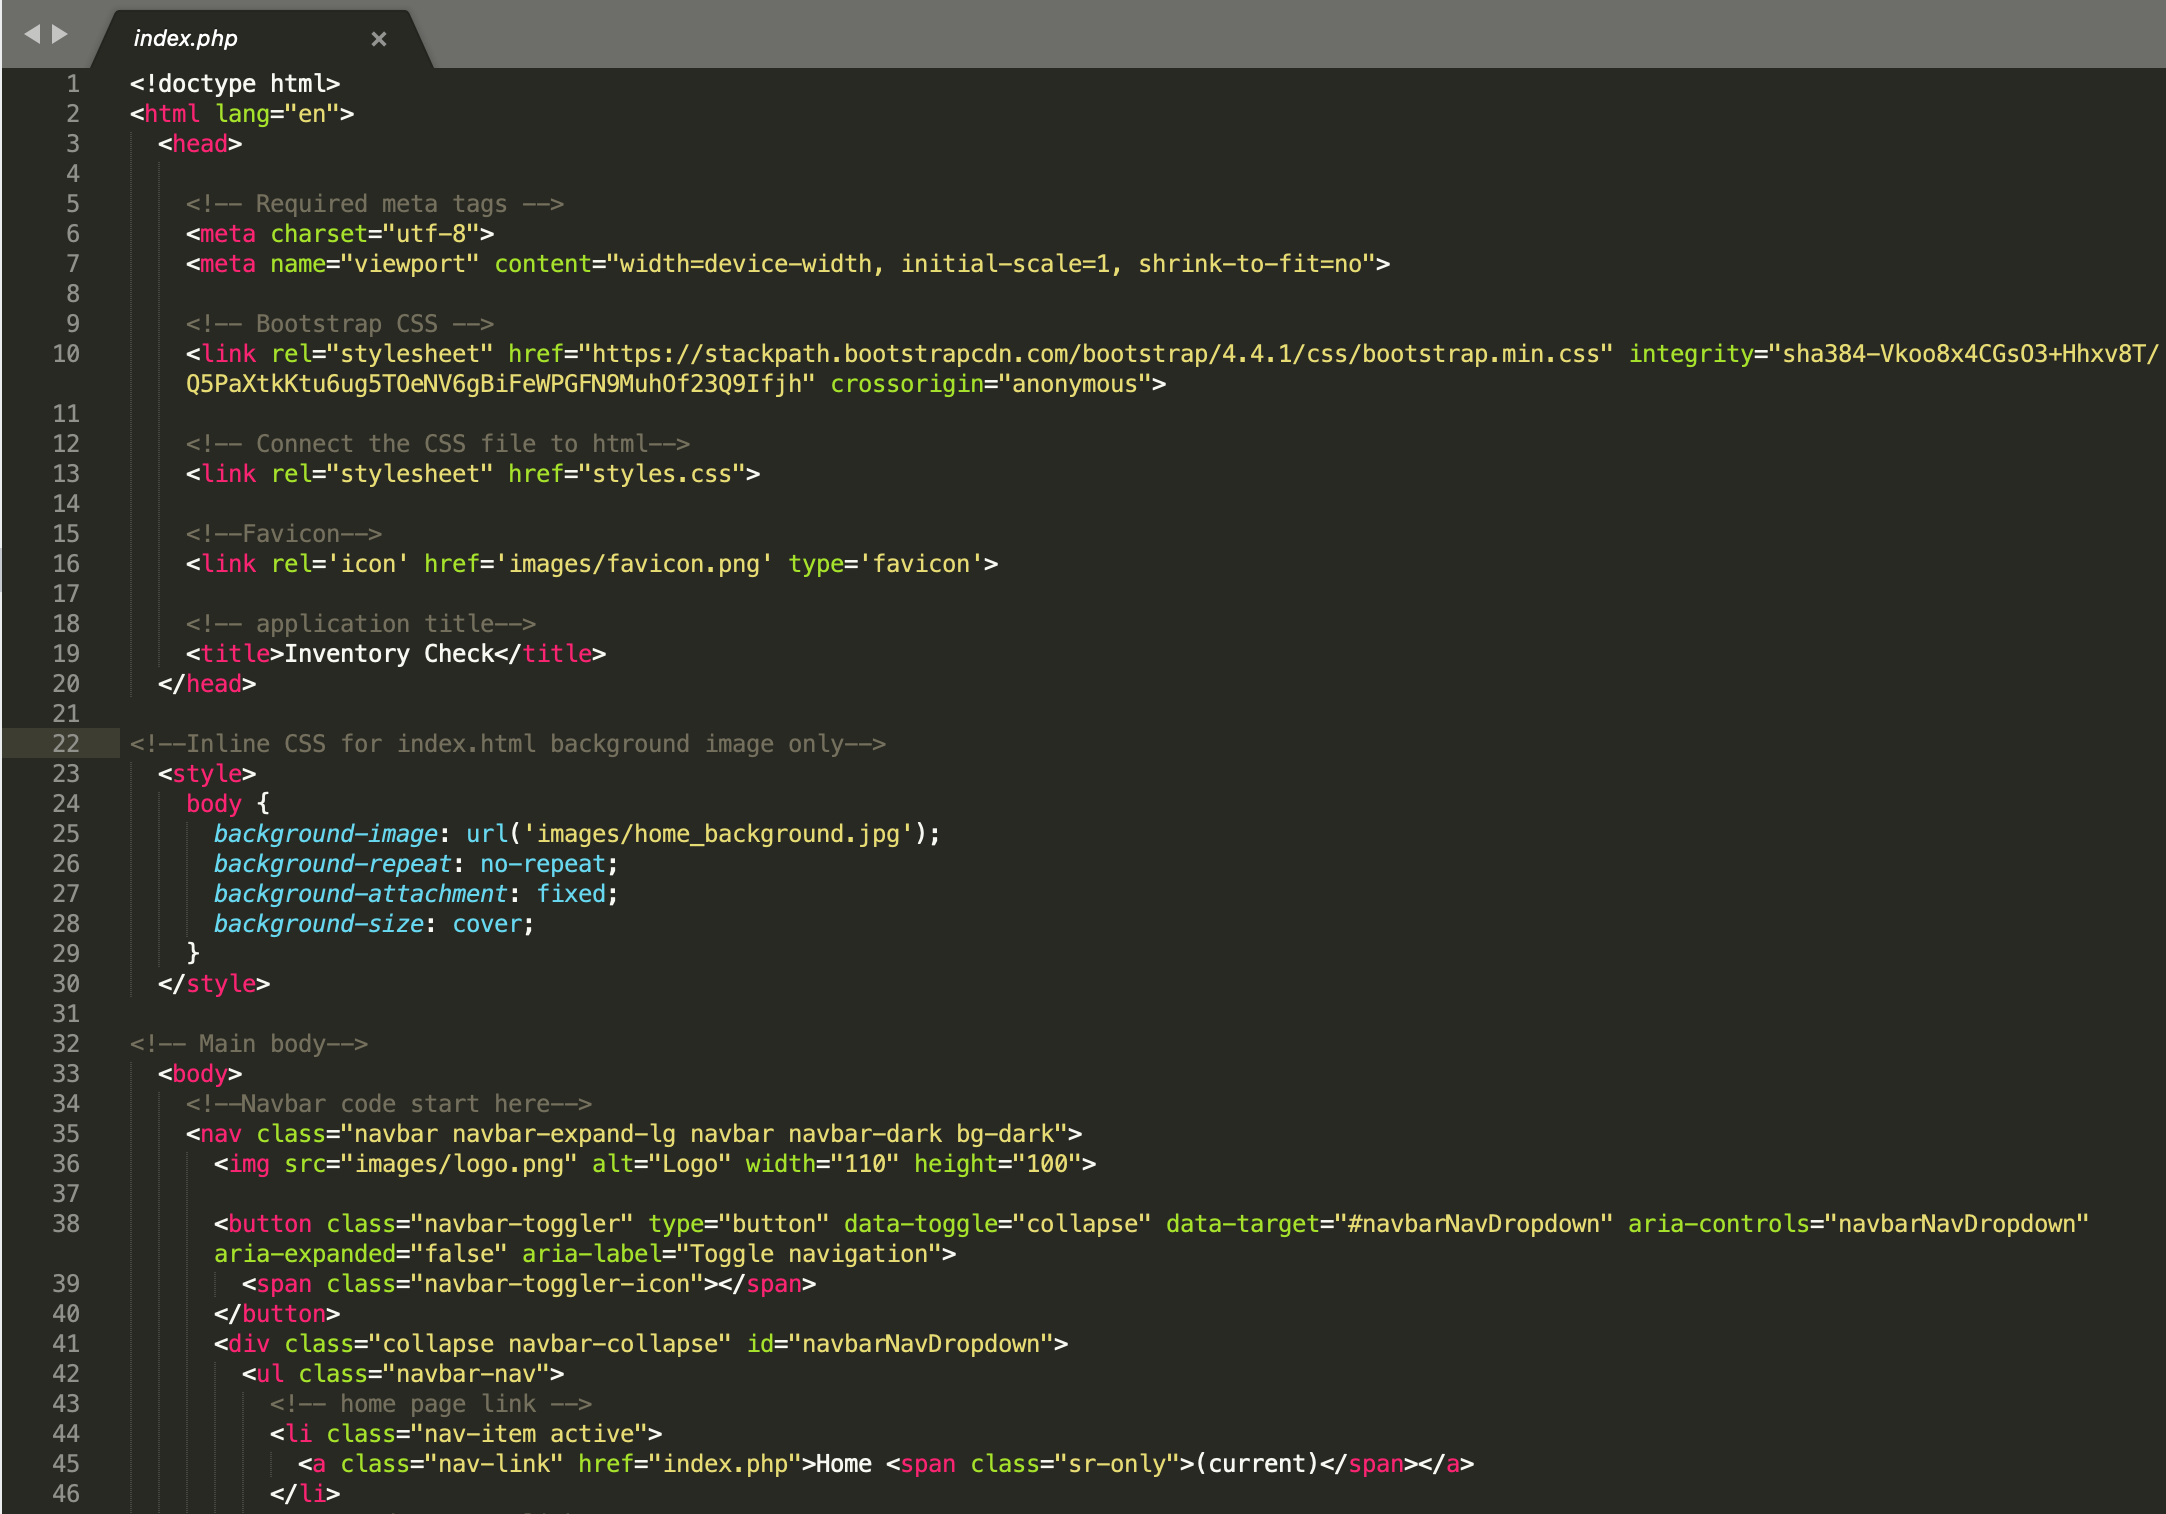 index.php ×
1 <!doctype html>
2 <html lang="en">
3 <head>
4
5 <!-- Required meta tags -->
6 <meta charset="utf-8">
7 <meta name="viewport" content="width=device-width, initial-scale=1, shrink-to-fit=no">
8
9 <!-- Bootstrap CSS -->
10 <link rel="stylesheet" href="https://stackpath.bootstrapcdn.com/bootstrap/4.4.1/css/bootstrap.min.css" integrity="sha384-Vkoo8x4CGsO3+Hhxv8T/
Q5PaXtkKtu6ug5TOeNV6gBiFeWPGFN9MuhOf23Q9Ifjh" crossorigin="anonymous">
11
12 <!-- Connect the CSS file to html-->
13 <link rel="stylesheet" href="styles.css">
14
15 <!--Favicon-->
16 <link rel='icon' href='images/favicon.png' type='favicon'>
17
18 <!-- application title-->
19 <title>Inventory Check</title>
20 </head>
21
22 <!--Inline CSS for index.html background image only-->
23 <style>
24 body {
25 background-image: url('images/home_background.jpg');
26 background-repeat: no-repeat;
27 background-attachment: fixed;
28 background-size: cover;
29 }
30 </style>
31
32 <!-- Main body-->
33 <body>
34 <!--Navbar code start here-->
35 <nav class="navbar navbar-expand-lg navbar navbar-dark bg-dark">
36 <img src="images/logo.png" alt="Logo" width="110" height="100">
37
38 <button class="navbar-toggler" type="button" data-toggle="collapse" data-target="#navbarNavDropdown" aria-controls="navbarNavDropdown"
aria-expanded="false" aria-label="Toggle navigation">
39 <span class="navbar-toggler-icon"></span>
40 </button>
41 <div class="collapse navbar-collapse" id="navbarNavDropdown">
42 <ul class="navbar-nav">
43 <!-- home page link -->
44 <li class="nav-item active">
45 <a class="nav-link" href="index.php">Home <span class="sr-only">(current)</span></a>
46 </li>